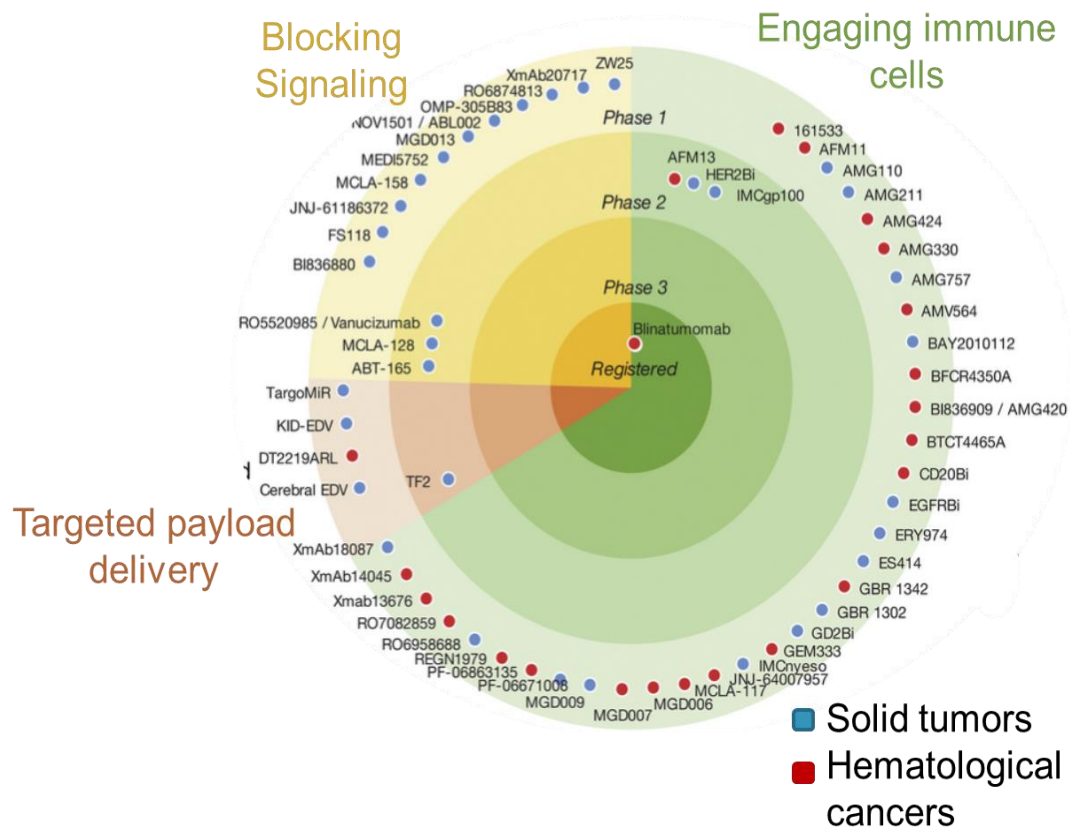 Blocking
Signaling
Engaging immune
cells
ZW25
XmAb20717
RO6874813
OMP-305B83
NOV1501 / ABL002
MGD013
MEDI5752
MCLA-158
JNJ-61186372
FS118
BI836880
RO5520985 / Vanucizumab
MCLA-128
ABT-165
Phase 1
Phase 2
Phase 3
Registered
Blinatumomab
AFM13
HER2Bi
IMCgp100
161533
AFM11
AMG110
AMG211
AMG424
AMG330
AMG757
AMV564
BAY2010112
BFCR4350A
BI836909 / AMG420
BTCT4465A
CD20Bi
EGFRBi
ERY974
ES414
GBR 1342
GBR 1302
GD2Bi
GEM333
IMCnyeso
JNJ-64007957
MCLA-117
MGD006
MGD007
MGD009
PF-06671008
PF-06863135
REGN1979
RO6958688
RO7082859
Xmab13676
XmAb14045
XmAb18087
TargoMiR
KID-EDV
DT2219ARL
Cerebral EDV
TF2
Targeted payload
delivery
Solid tumors
Hematological
cancers